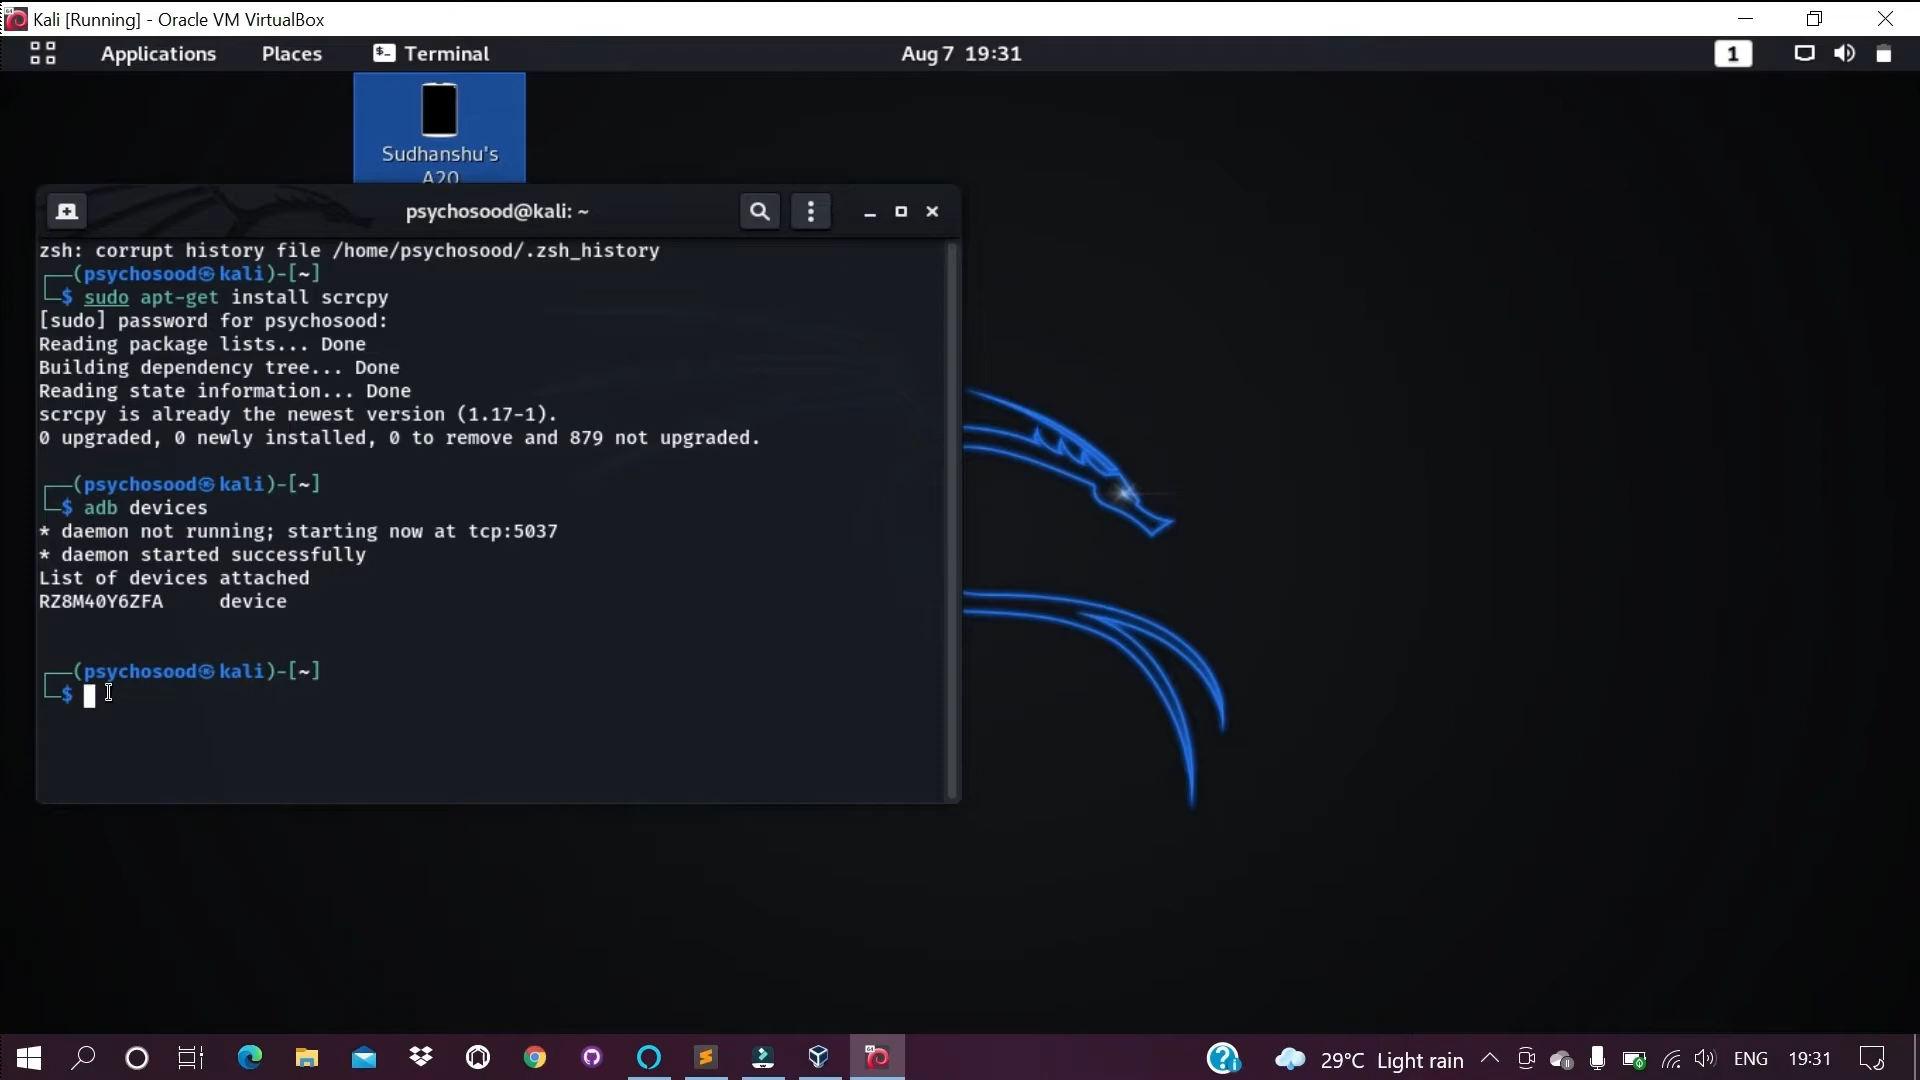 Kali [Running] - Oracle VM VirtualBox
Applications Places Terminal Aug 7 19:31 1
Sudhanshu's
A20
psychosood@kali: ~
zsh: corrupt history file /home/psychosood/.zsh_history
┌──(psychosood㉿kali)-[~]
└─$ sudo apt-get install scrcpy
[sudo] password for psychosood:
Reading package lists... Done
Building dependency tree... Done
Reading state information... Done
scrcpy is already the newest version (1.17-1).
0 upgraded, 0 newly installed, 0 to remove and 879 not upgraded.
┌──(psychosood㉿kali)-[~]
└─$ adb devices
* daemon not running; starting now at tcp:5037
* daemon started successfully
List of devices attached
RZ8M40Y6ZFA device
┌──(psychosood㉿kali)-[~]
└─$
29°C Light rain ENG 19:31